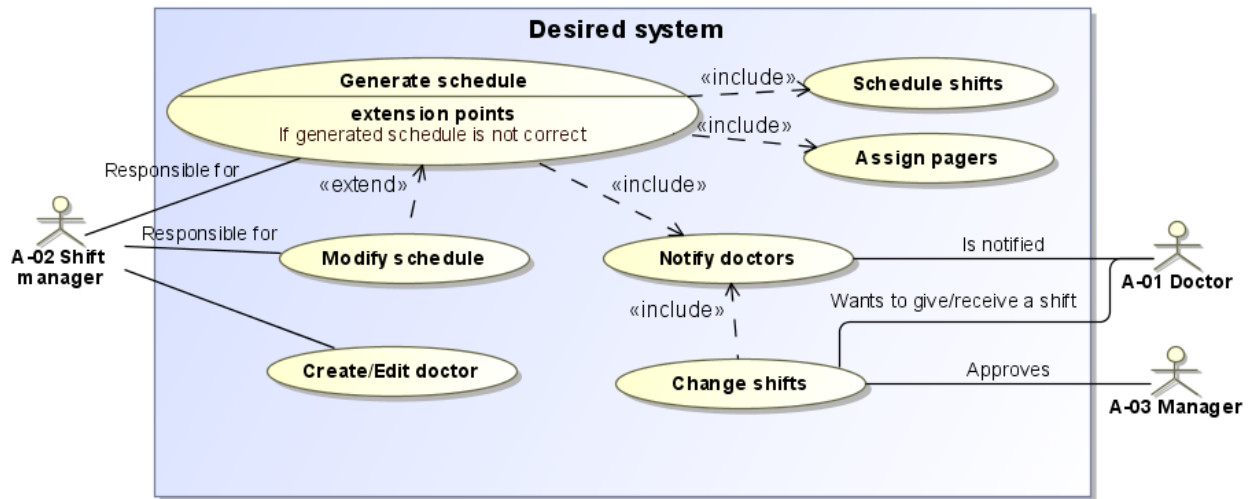 Desired system
Generate schedule
extension points
If generated schedule is not correct
«include»
Schedule shifts
«include»
Assign pagers
Responsible for
«extend»
«include»
A-02 Shift
manager
Responsible for
Modify schedule
Notify doctors
Is notified
A-01 Doctor
Wants to give/receive a shift
«include»
Create/Edit doctor
Change shifts
Approves
A-03 Manager